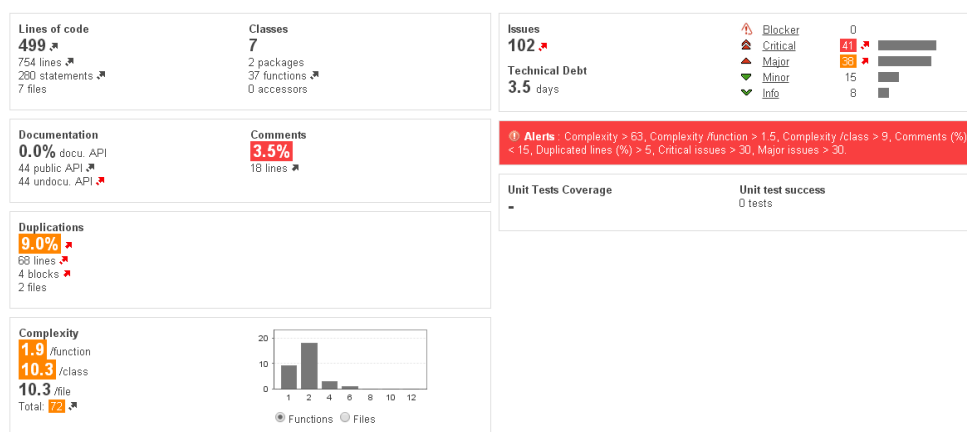 Lines of code
499
754 lines
280 statements
7 files
Classes
7
2 packages
37 functions
0 accessors
Documentation
0.0% docu. API
44 public API
44 undocu. API
Comments
3.5%
18 lines
Duplications
9.0%
68 lines
4 blocks
2 files
Complexity
1.9 /function
10.3 /class
10.3 /file
Total: 72
20
10
0
1 2 4 6 8 10 12
Functions Files
Issues
102
Technical Debt
3.5 days
Blocker 0
Critical 41
Major 38
Minor 15
Info 8
Alerts : Complexity > 63, Complexity /function > 1.5, Complexity /class > 9, Comments (%)
< 15, Duplicated lines (%) > 5, Critical issues > 30, Major issues > 30.
Unit Tests Coverage
-
Unit test success
0 tests